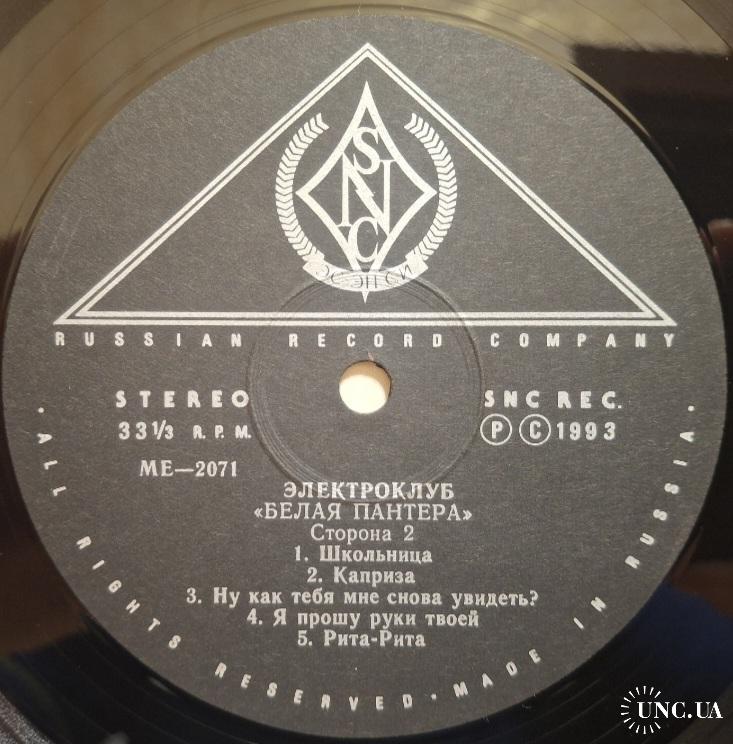 SNC
ЭС ЭН СИ
RUSSIAN RECORD COMPANY
STEREO
33 1/3 R.P.M.
SNC REC.
Ⓟ Ⓒ 1993
ME—2071
ЭЛЕКТРОКЛУБ
«БЕЛАЯ ПАНТЕРА»
Сторона 2
1. Школьница
2. Каприза
3. Ну как тебя мне снова увидеть?
4. Я прошу руки твоей
5. Рита-Рита
· ALL RIGHTS RESERVED · MADE IN RUSSIA ·
UNC.UA